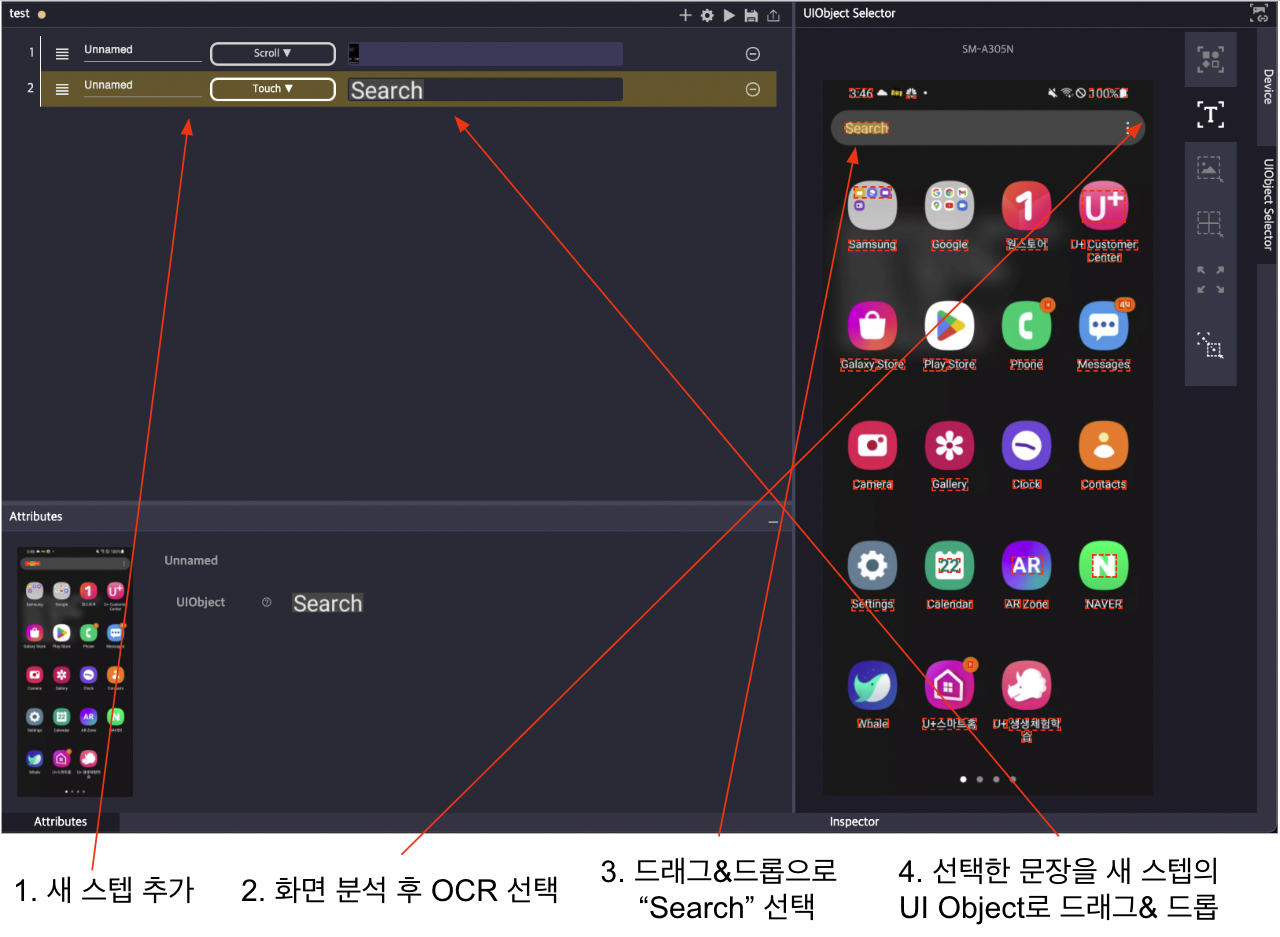 test
UIObject Selector
1
Unnamed
Scroll ▼
2
Unnamed
Touch ▼
Search
SM-A305N
Device
UIObject Selector
3:46
100%
Search
Samsung
Google
원스토어
U+ Customer
Center
Galaxy Store
Play Store
Phone
Messages
Camera
Gallery
Clock
Contacts
22
AR
N
Settings
Calendar
AR Zone
NAVER
Whale
U+스마트홈
U+ 생생체험학
습
Attributes
Unnamed
UIObject
Search
Attributes
Inspector
1. 새 스텝 추가
2. 화면 분석 후 OCR 선택
3. 드래그&드롭으로
“Search” 선택
4. 선택한 문장을 새 스텝의
UI Object로 드래그& 드롭